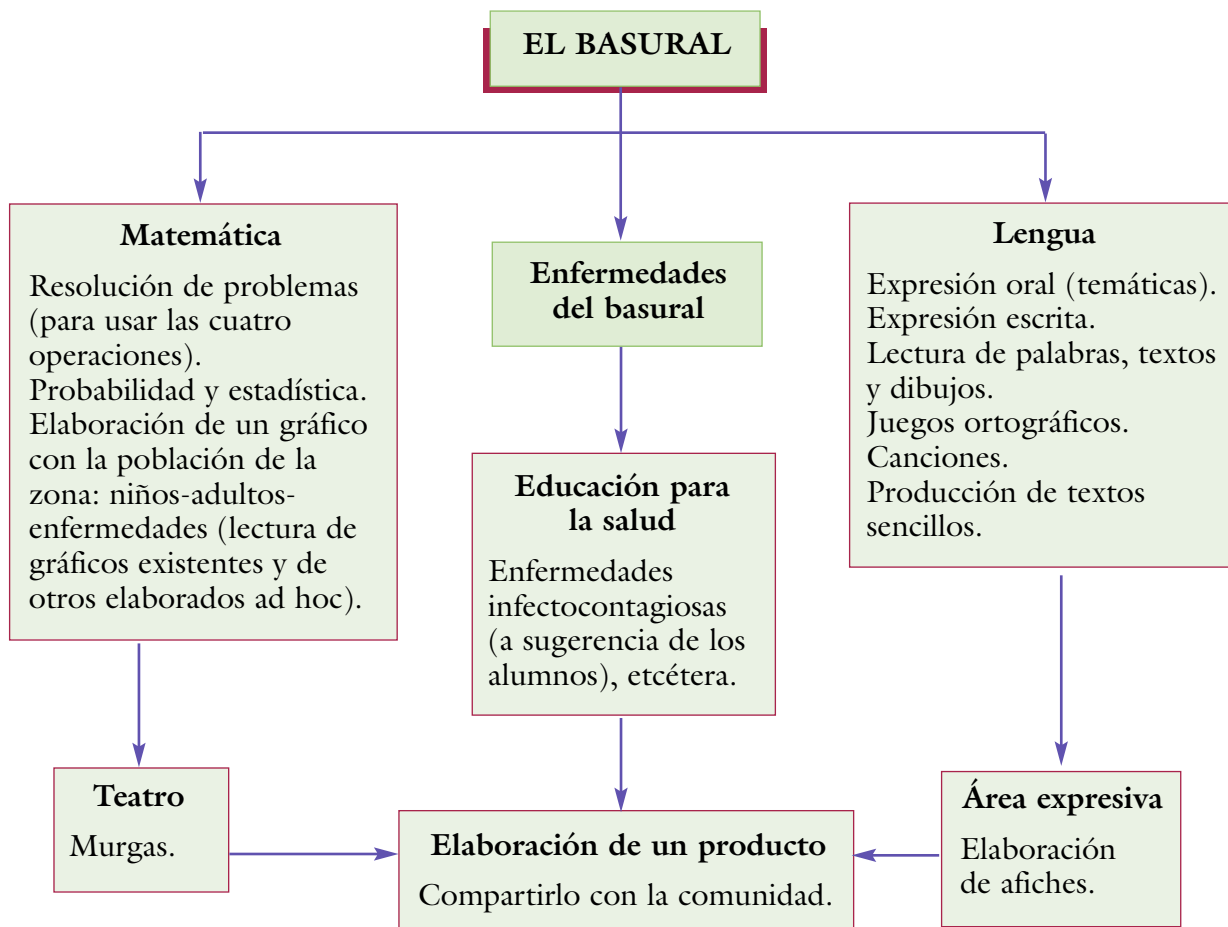 EL BASURAL
Matemática
Resolución de problemas
(para usar las cuatro
operaciones).
Probabilidad y estadística.
Elaboración de un gráfico
con la población de la
zona: niños-adultos-
enfermedades (lectura de
gráficos existentes y de
otros elaborados ad hoc).
Enfermedades
del basural
Lengua
Expresión oral (temáticas).
Expresión escrita.
Lectura de palabras, textos
y dibujos.
Juegos ortográficos.
Canciones.
Producción de textos
sencillos.
Educación para
la salud
Enfermedades
infectocontagiosas
(a sugerencia de los
alumnos), etcétera.
Teatro
Murgas.
Elaboración de un producto
Compartirlo con la comunidad.
Área expresiva
Elaboración
de afiches.